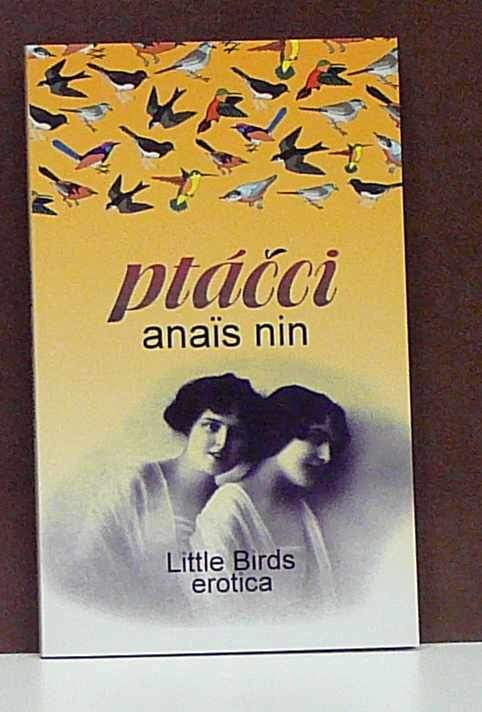 ptáčci
anaïs nin
Little Birds
erotica